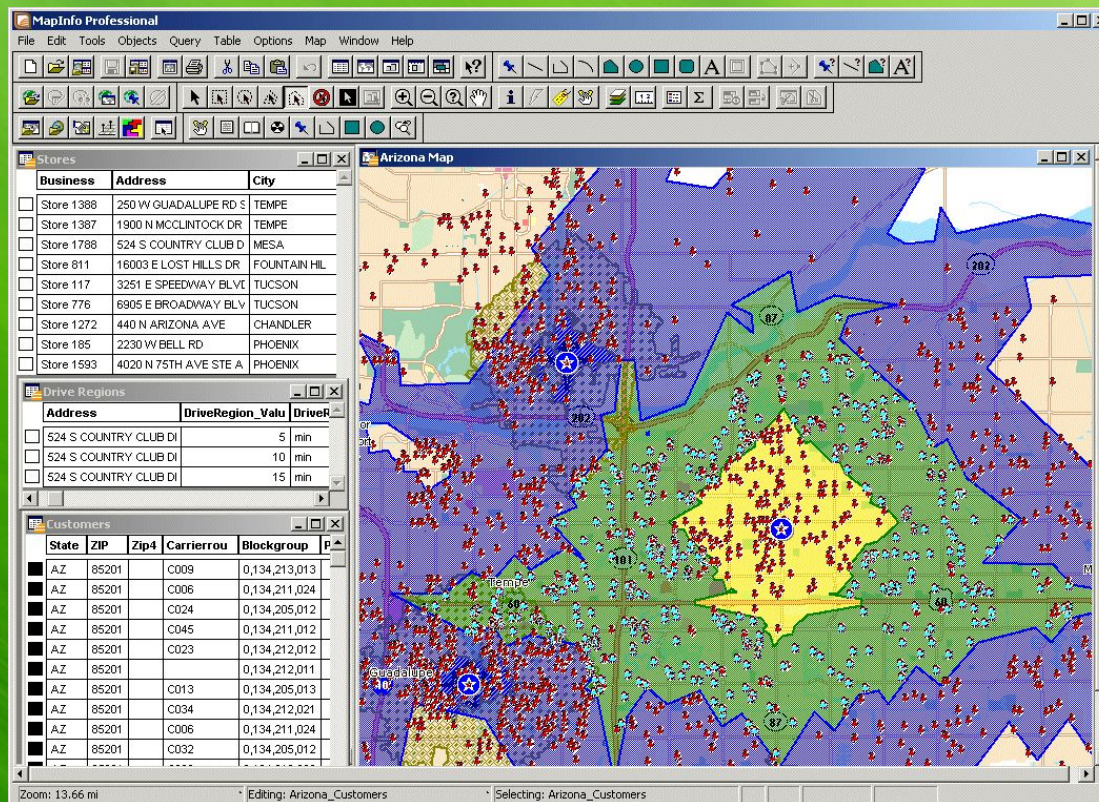 MapInfo Professional
File Edit Tools Objects Query Table Options Map Window Help
Stores
Business Address City
Store 1388 250 W GUADALUPE RD S TEMPE
Store 1387 1900 N MCCLINTOCK DR TEMPE
Store 1788 524 S COUNTRY CLUB D MESA
Store 811 16003 E LOST HILLS DR FOUNTAIN HIL
Store 117 3251 E SPEEDWAY BLVD TUCSON
Store 776 6905 E BROADWAY BLV TUCSON
Store 1272 440 N ARIZONA AVE CHANDLER
Store 185 2230 W BELL RD PHOENIX
Store 1593 4020 N 75TH AVE STE A PHOENIX
Drive Regions
Address DriveRegion_Valu DriveR
524 S COUNTRY CLUB DI 5 min
524 S COUNTRY CLUB DI 10 min
524 S COUNTRY CLUB DI 15 min
Customers
State ZIP Zip4 Carrierrou Blockgroup P
AZ 85201 C009 0,134,213,013
AZ 85201 C006 0,134,211,024
AZ 85201 C024 0,134,205,012
AZ 85201 C045 0,134,211,012
AZ 85201 C023 0,134,212,012
AZ 85201 0,134,212,011
AZ 85201 C013 0,134,205,013
AZ 85201 C034 0,134,212,021
AZ 85201 C006 0,134,211,024
AZ 85201 C032 0,134,205,012
Arizona Map
202
87
202
101
Tempe
60
60
Guadalupe
10
87
Zoom: 13.66 mi Editing: Arizona_Customers Selecting: Arizona_Customers